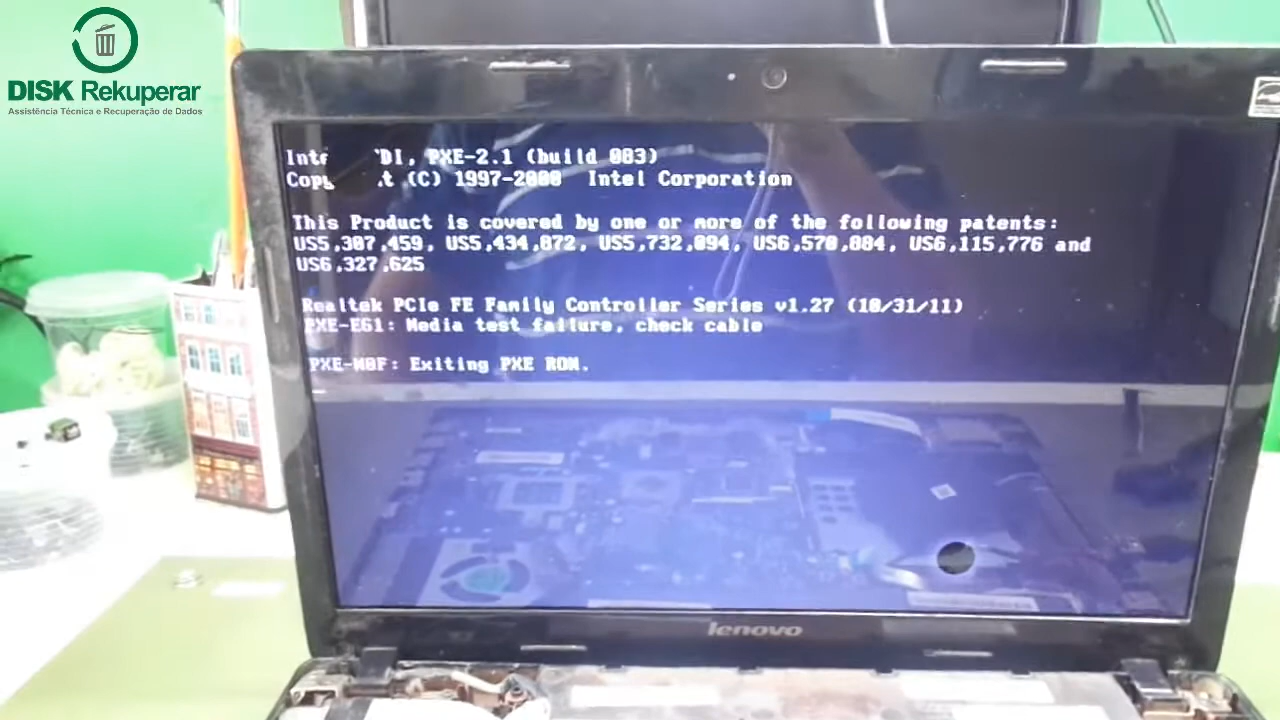 DISK Rekuperar
Assistência Técnica e Recuperação de Dados
DI, PXE-2.1 (build 083)
(C) 1997-2000 Intel Corporation
This Product is covered by one or more of the following patents:
US5,307,459, US5,434,872, US5,732,094, US6,570,884, US6,115,776 and
US6,327,625
Realtek PCIe FE Family Controller Series v1.27 (10/31/11)
PXE-E61: Media test failure, check cable
PXE-M0F: Exiting PXE ROM.
lenovo